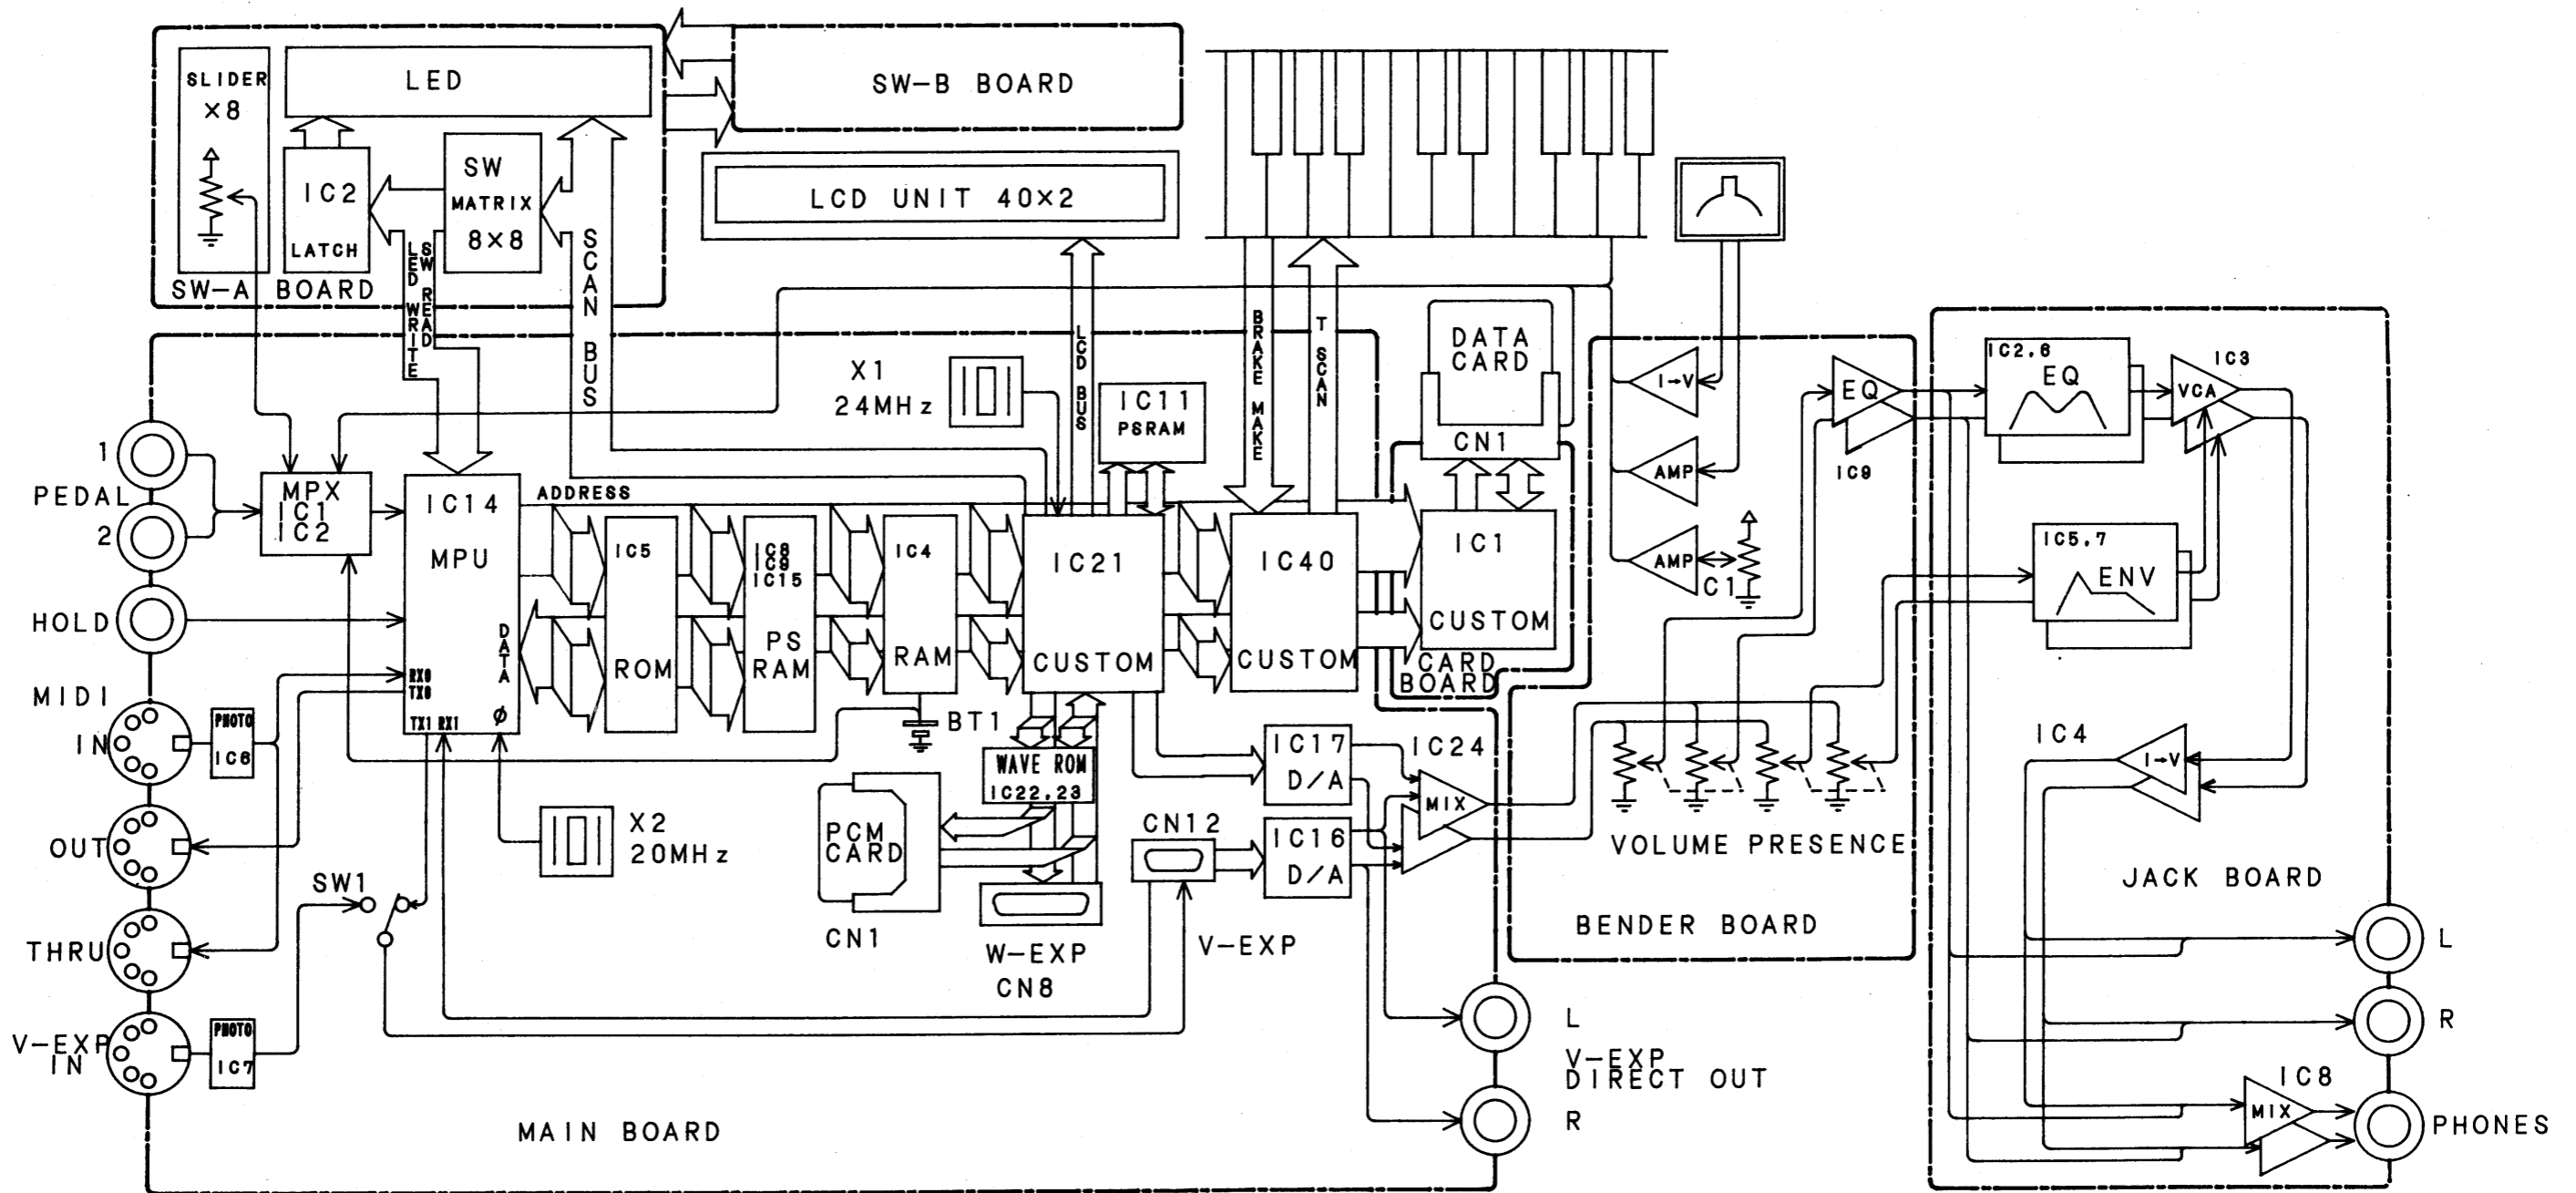 SLIDER
×8
LED
SW-B BOARD
IC2
LATCH
SW
MATRIX
8×8
LCD UNIT 40×2
SW-A BOARD
LED WRITE
SW READ
SCAN BUS
LCD BUS
BRAKE MAKE
T SCAN
DATA
CARD
CN1
X1
24MHz
IC11
PSRAM
I→V
AMP
AMP
C1
EQ
IC9
IC2,6
EQ
IC3
VCA
1
PEDAL
2
MPX
IC1
IC2
IC14
MPU
ADDRESS
DATA
RX0
TX0
TX1 RX1
Ø
IC5
ROM
IC8
IC9
IC15
PS
RAM
IC4
RAM
IC21
CUSTOM
IC40
CUSTOM
IC1
CUSTOM
CARD
BOARD
IC5,7
ENV
HOLD
MIDI
IN
PHOTO
IC6
BT1
WAVE ROM
IC22,23
IC17
D/A
IC24
MIX
IC4
I→V
OUT
X2
20MHz
PCM
CARD
CN1
CN12
IC16
D/A
VOLUME PRESENCE
JACK BOARD
SW1
THRU
W-EXP
CN8
V-EXP
BENDER BOARD
L
V-EXP
IN
PHOTO
IC7
L
V-EXP
DIRECT OUT
R
R
IC8
MIX
PHONES
MAIN BOARD